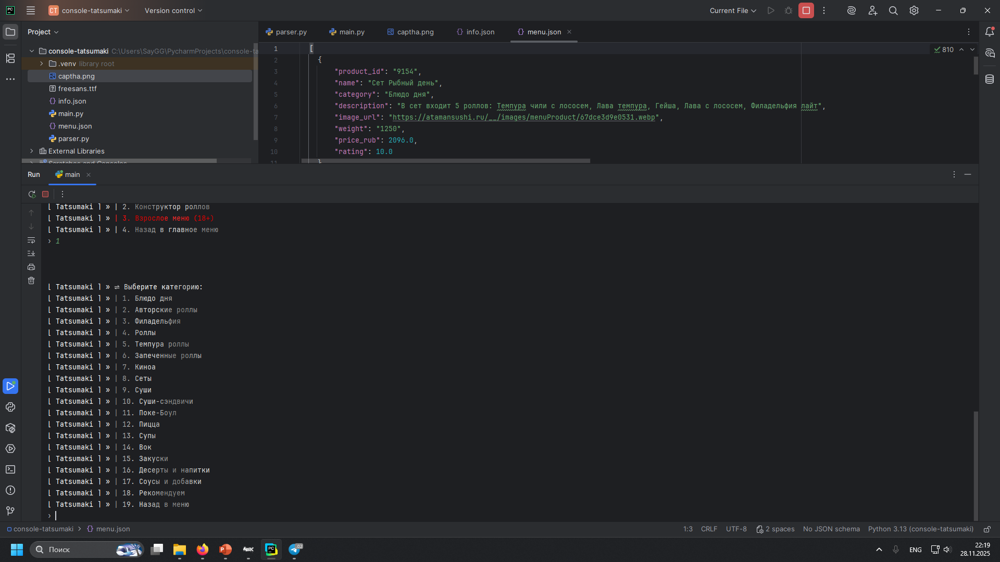 PC
CT console-tatsumaki
Version control
Current File
Project
parser.py
main.py
captha.png
info.json
menu.json
console-tatsumaki C:\Users\SayGG\PycharmProjects\console-ta
.venv library root
captha.png
freesans.ttf
info.json
main.py
menu.json
parser.py
External Libraries
Scratches and Consoles
810
1 [
2 {
3 "product_id": "9154",
4 "name": "Сет Рыбный день",
5 "category": "Блюдо дня",
6 "description": "В сет входит 5 роллов: Темпура чили с лососем, Лава темпура, Гейша, Лава с лососем, Филадельфия лайт",
7 "image_url": "https://atamansushi.ru/__/images/menuProduct/67dce3d9e0531.webp",
8 "weight": "1250",
9 "price_rub": 2096.0,
10 "rating": 10.0
11 }
Run
main
[ Tatsumaki ] » | 2. Конструктор роллов
[ Tatsumaki ] » | 3. Взрослое меню (18+)
[ Tatsumaki ] » | 4. Назад в главное меню
› 1
[ Tatsumaki ] » ⇌ Выберите категорию:
[ Tatsumaki ] » | 1. Блюдо дня
[ Tatsumaki ] » | 2. Авторские роллы
[ Tatsumaki ] » | 3. Филадельфия
[ Tatsumaki ] » | 4. Роллы
[ Tatsumaki ] » | 5. Темпура роллы
[ Tatsumaki ] » | 6. Запеченные роллы
[ Tatsumaki ] » | 7. Киноа
[ Tatsumaki ] » | 8. Сеты
[ Tatsumaki ] » | 9. Суши
[ Tatsumaki ] » | 10. Суши-сэндвичи
[ Tatsumaki ] » | 11. Поке-Боул
[ Tatsumaki ] » | 12. Пицца
[ Tatsumaki ] » | 13. Супы
[ Tatsumaki ] » | 14. Вок
[ Tatsumaki ] » | 15. Закуски
[ Tatsumaki ] » | 16. Десерты и напитки
[ Tatsumaki ] » | 17. Соусы и добавки
[ Tatsumaki ] » | 18. Рекомендуем
[ Tatsumaki ] » | 19. Назад в меню
›
console-tatsumaki › menu.json
1:3 CRLF UTF-8 2 spaces No JSON schema Python 3.13 (console-tatsumaki)
Поиск
ENG
22:19
28.11.2025